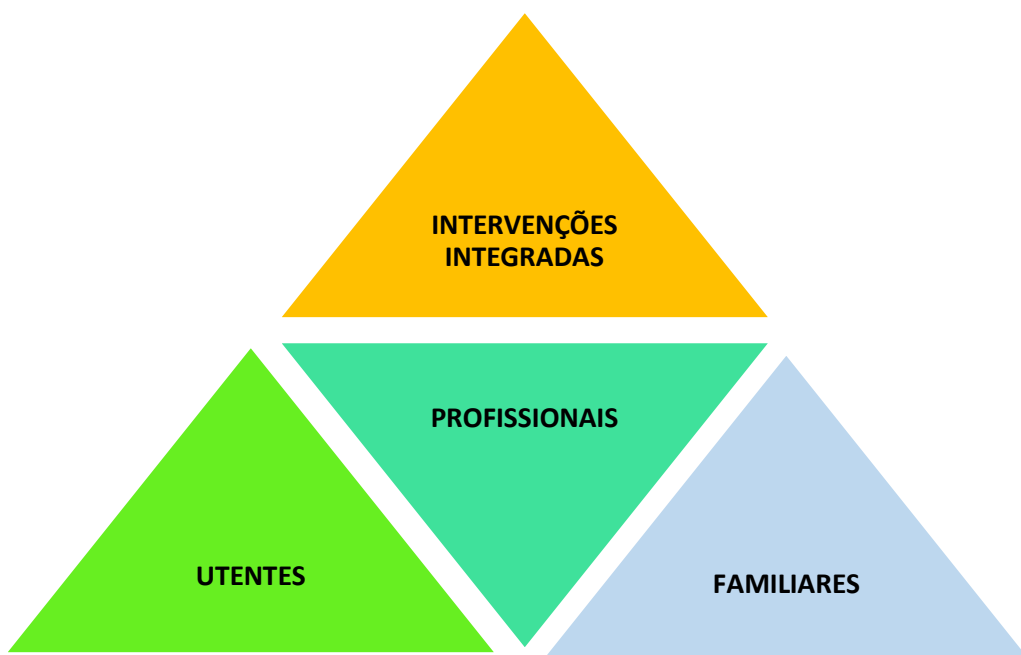 INTERVENÇÕES
INTEGRADAS
PROFISSIONAIS
UTENTES
FAMILIARES